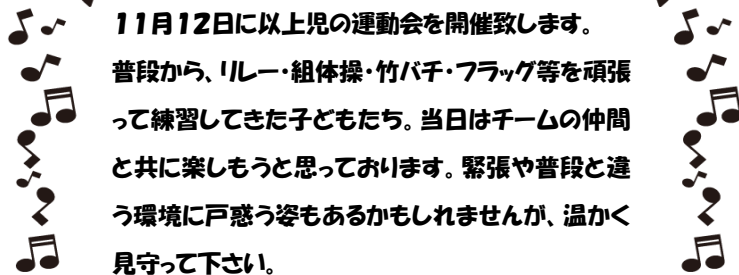 11月12日に以上児の運動会を開催致します。
普段から、リレー・組体操・竹バチ・フラッグ等を頑張
って練習してきた子どもたち。当日はチームの仲間
と共に楽しもうと思っております。緊張や普段と違
う環境に戸惑う姿もあるかもしれませんが、温かく
見守って下さい。